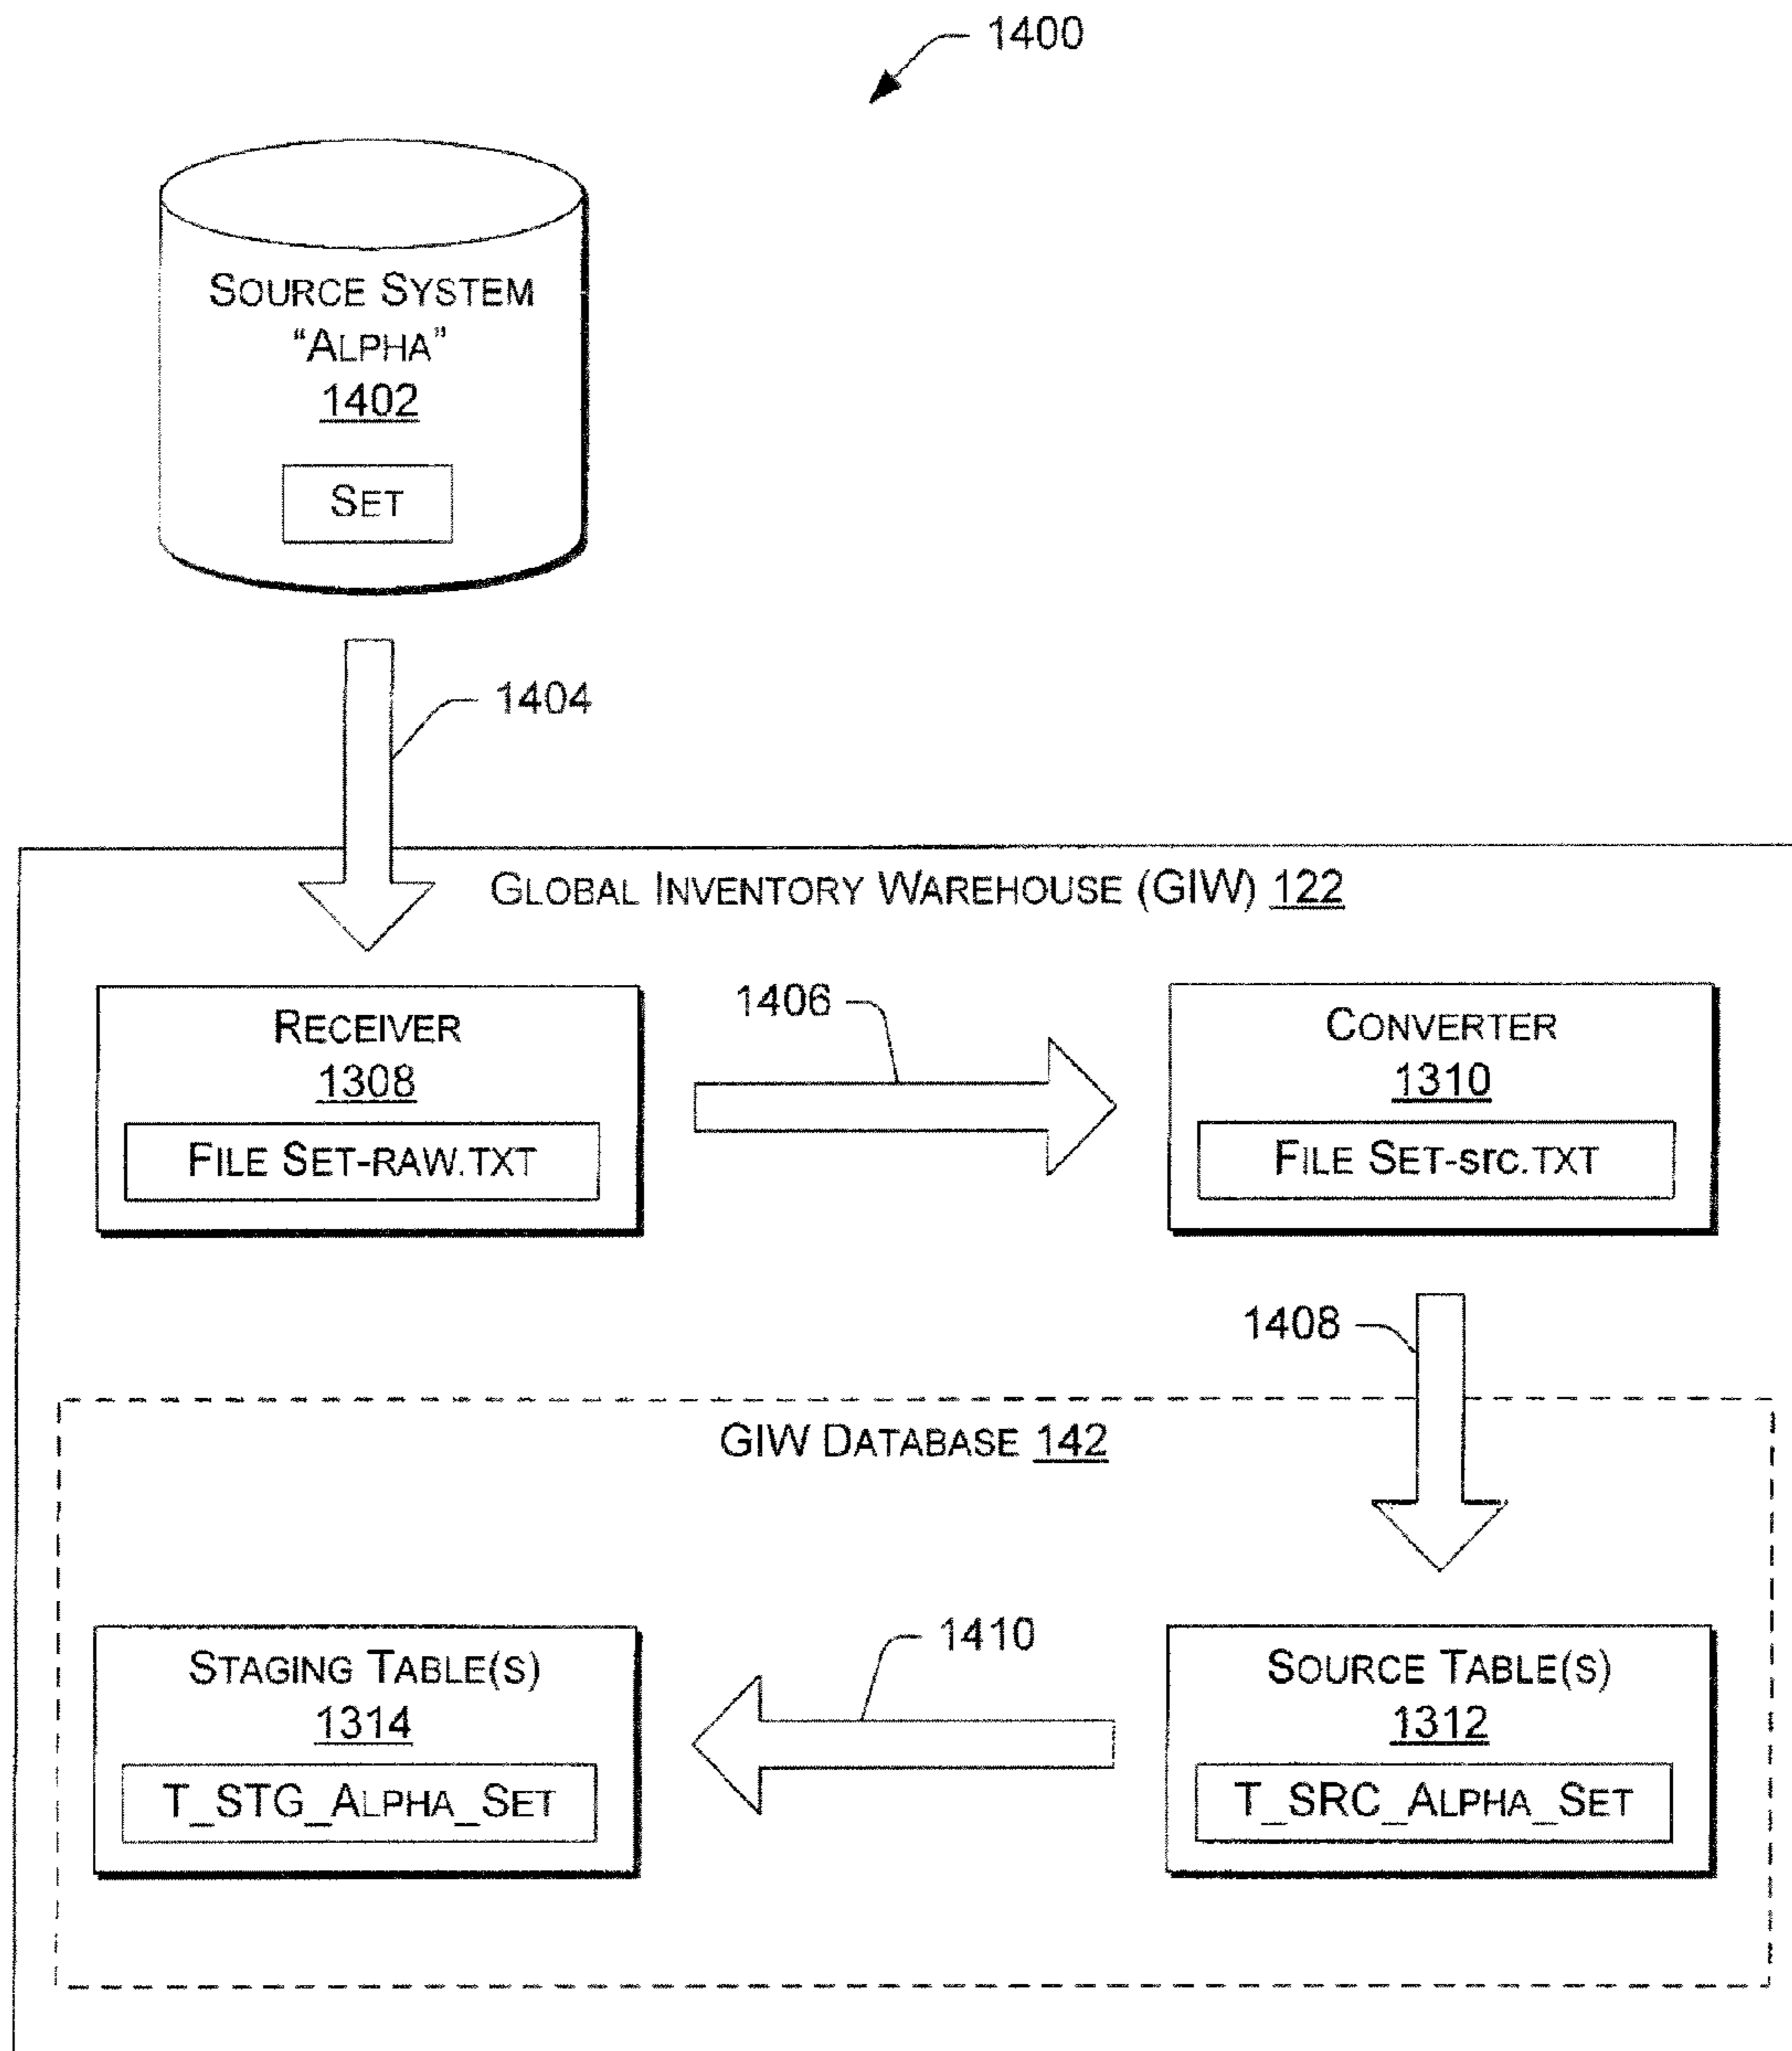 1400
SOURCE SYSTEM
“ALPHA”
1402
SET
1404
GLOBAL INVENTORY WAREHOUSE (GIW) 122
RECEIVER
1308
FILE SET-RAW.TXT
1406
CONVERTER
1310
FILE SET-src.TXT
1408
GIW DATABASE 142
STAGING TABLE(S)
1314
T_STG_ALPHA_SET
1410
SOURCE TABLE(S)
1312
T_SRC_ALPHA_SET